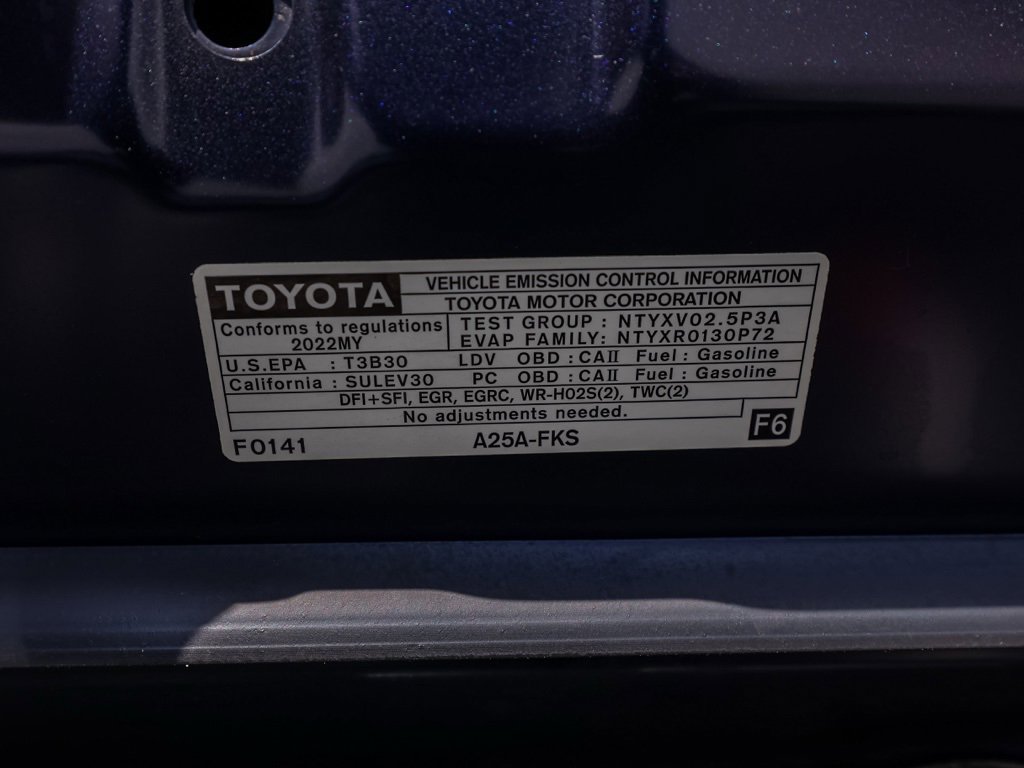 TOYOTA
VEHICLE EMISSION CONTROL INFORMATION
TOYOTA MOTOR CORPORATION
Conforms to regulations
2022MY
TEST GROUP : NTYXV02.5P3A
EVAP FAMILY: NTYXR0130P72
U.S.EPA : T3B30 LDV OBD : CAII Fuel : Gasoline
California : SULEV30 PC OBD : CAII Fuel : Gasoline
DFI+SFI, EGR, EGRC, WR-HO2S(2), TWC(2)
No adjustments needed.
F0141 A25A-FKS F6